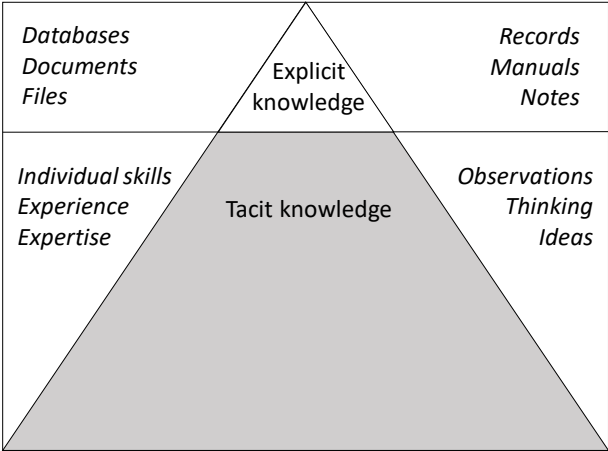 Databases
Documents
Files
Explicit
knowledge
Records
Manuals
Notes
Individual skills
Experience
Expertise
Tacit knowledge
Observations
Thinking
Ideas